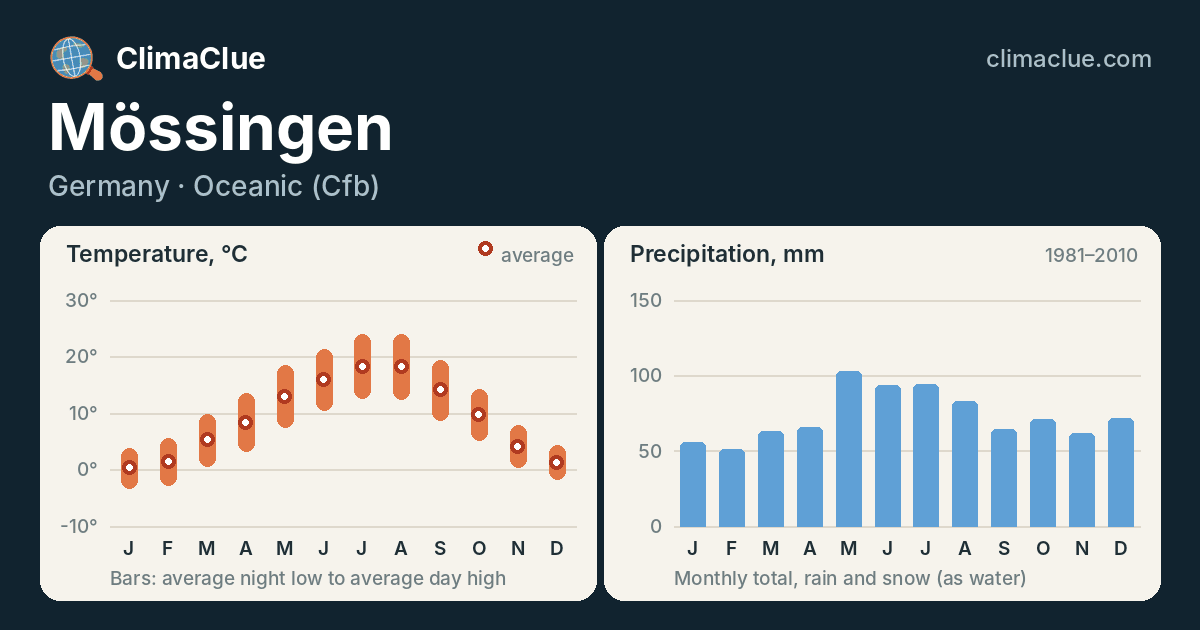 ClimaClue
climaclue.com
Mössingen
Germany · Oceanic (Cfb)
Temperature, °C
average
30°
20°
10°
0°
-10°
J F M A M J J A S O N D
Bars: average night low to average day high
Precipitation, mm
1981–2010
150
100
50
0
J F M A M J J A S O N D
Monthly total, rain and snow (as water)